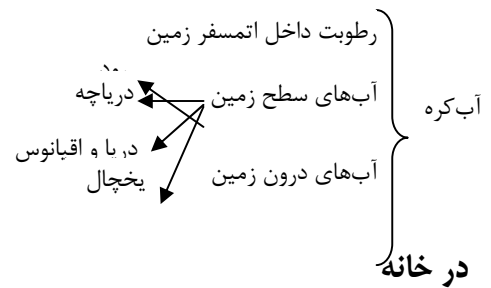 رطوبت داخل اتمسفر زمین
آب‌کره
آب‌های سطح زمین
دریاچه
دریا و اقیانوس
یخچال
آب‌های درون زمین
در خانه